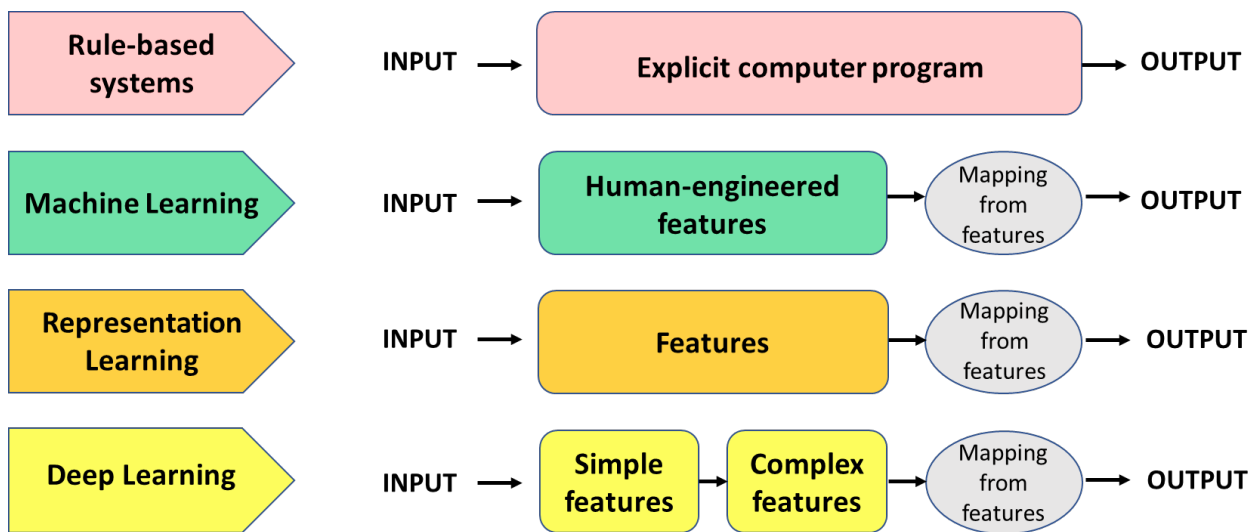 Rule-based
systems
INPUT
Explicit computer program
OUTPUT
Machine Learning
INPUT
Human-engineered
features
Mapping
from
features
OUTPUT
Representation
Learning
INPUT
Features
Mapping
from
features
OUTPUT
Deep Learning
INPUT
Simple
features
Complex
features
Mapping
from
features
OUTPUT